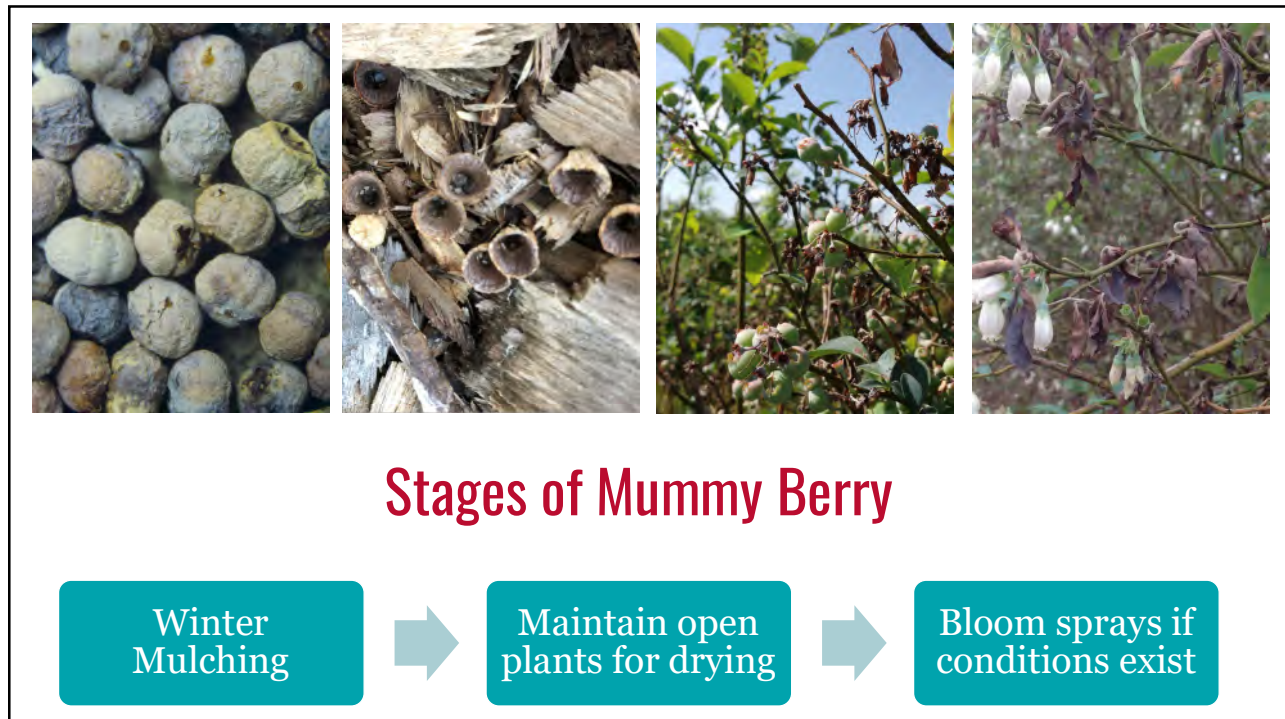 Stages of Mummy Berry
Winter
Mulching
Maintain open
plants for drying
Bloom sprays if
conditions exist